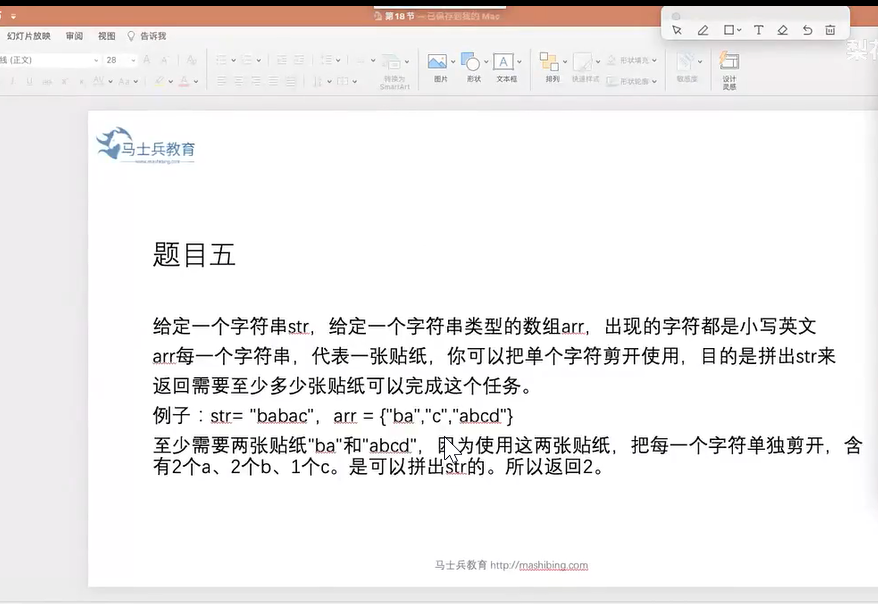 第18节 — 已保存到我的 Mac
幻灯片放映 审阅 视图 告诉我
线 (正文) 28
转换为
SmartArt
图片 形状 文本框 排列 快速样式 形状填充
形状轮廓 敏感度 设计
灵感
马士兵教育
题目五
给定一个字符串str，给定一个字符串类型的数组arr，出现的字符都是小写英文
arr每一个字符串，代表一张贴纸，你可以把单个字符剪开使用，目的是拼出str来
返回需要至少多少张贴纸可以完成这个任务。
例子：str= "babac"，arr = {"ba","c","abcd"}
至少需要两张贴纸"ba"和"abcd"，因为使用这两张贴纸，把每一个字符单独剪开，含
有2个a、2个b、1个c。是可以拼出str的。所以返回2。
马士兵教育 http://mashibing.com